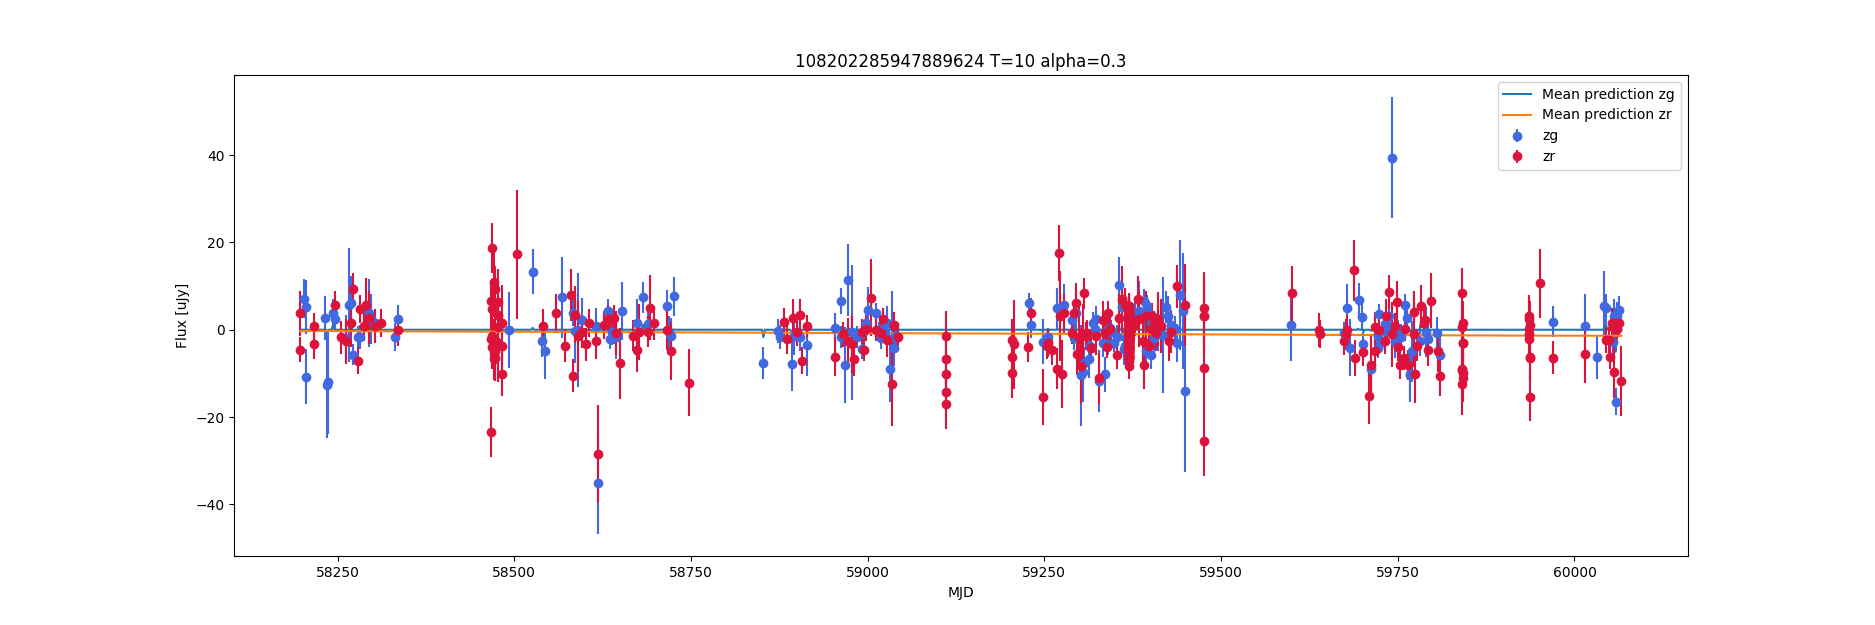 108202285947889624 T=10 alpha=0.3
Mean prediction zg
Mean prediction zr
zg
zr
Flux [uJy]
40
20
0
−20
−40
58250
58500
58750
59000
59250
59500
59750
60000
MJD